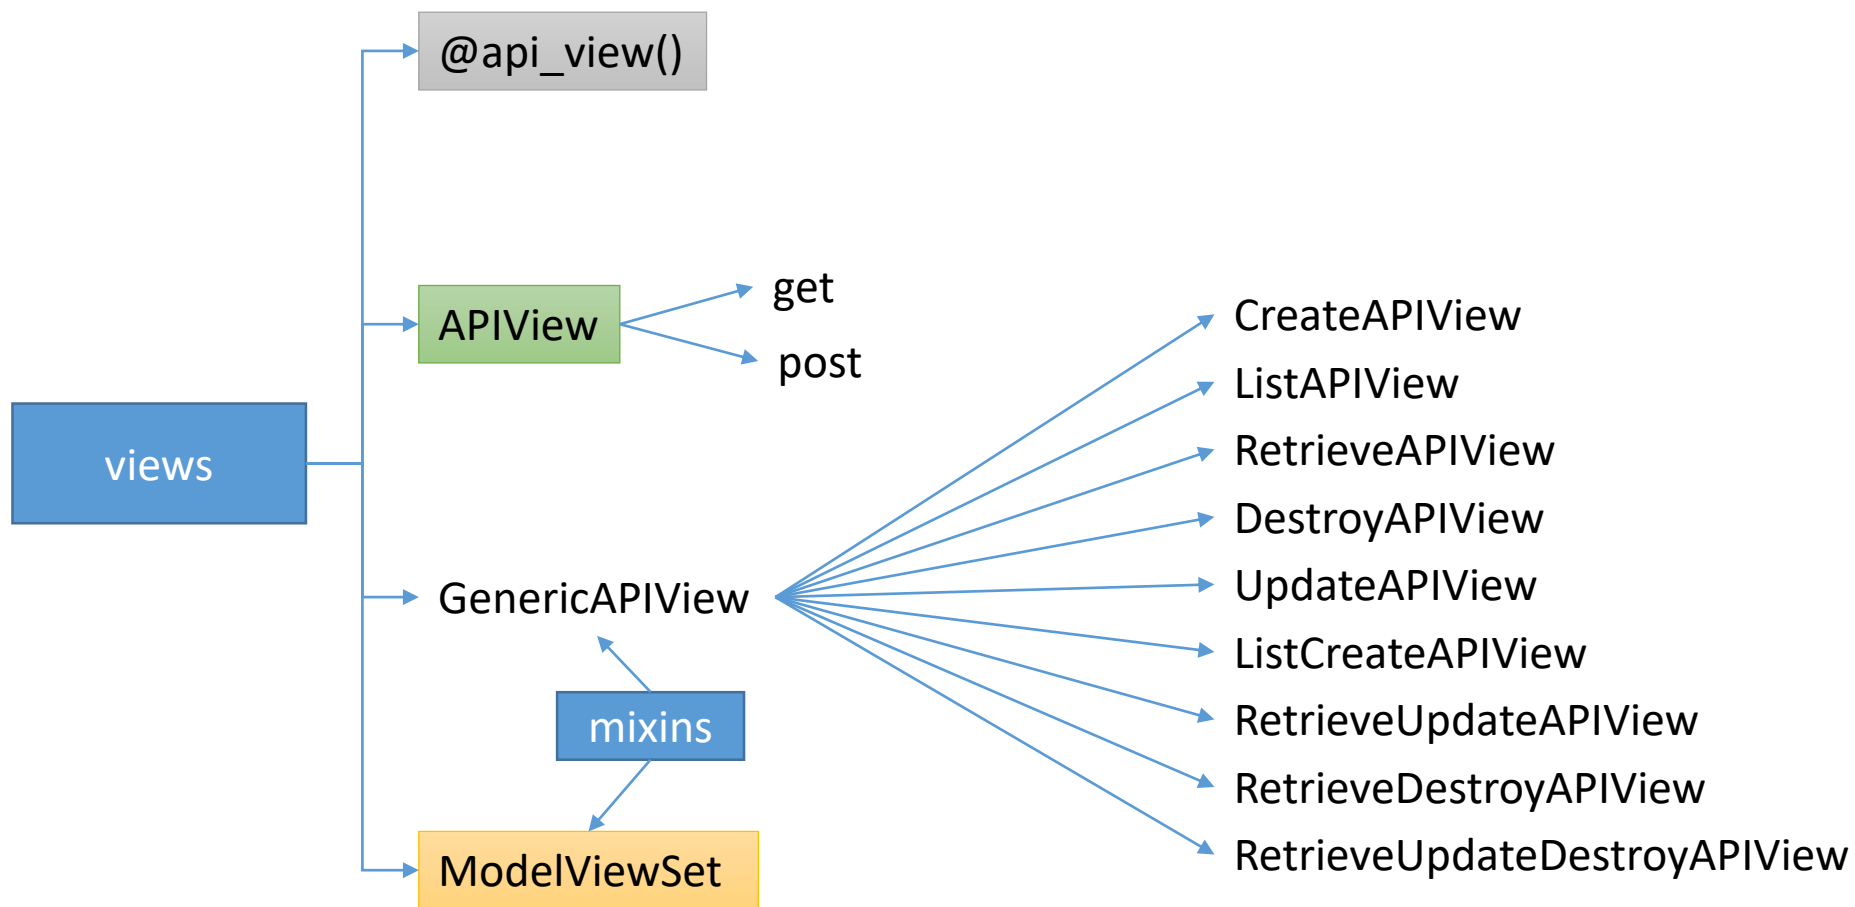 @api_view()
APIView
get
post
views
GenericAPIView
mixins
ModelViewSet
CreateAPIView
ListAPIView
RetrieveAPIView
DestroyAPIView
UpdateAPIView
ListCreateAPIView
RetrieveUpdateAPIView
RetrieveDestroyAPIView
RetrieveUpdateDestroyAPIView